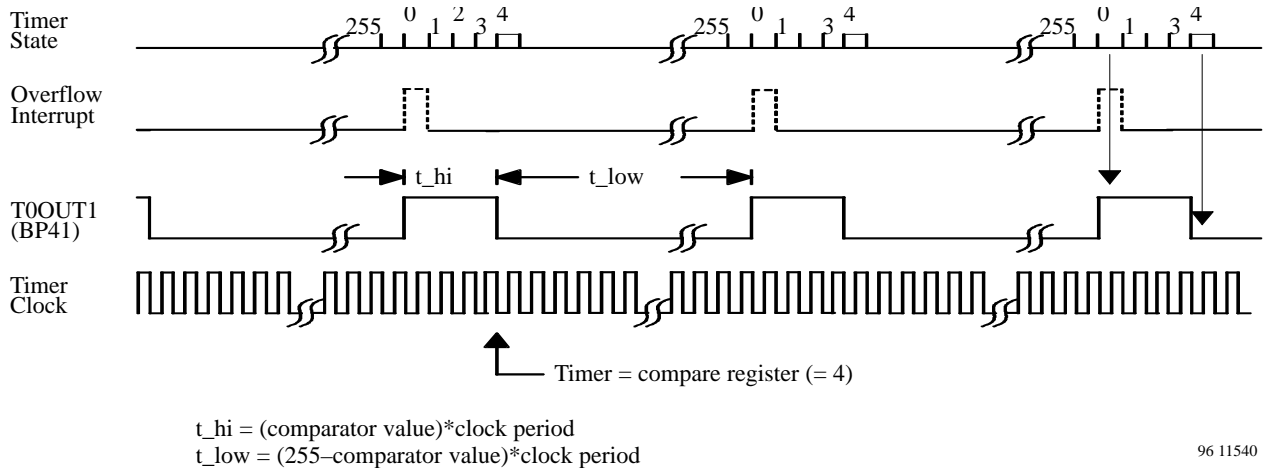 Timer
State
255 0 1 2 3 4
255 0 1 3 4
255 0 1 3 4
Overflow
Interrupt
t_hi t_low
T0OUT1
(BP41)
Timer
Clock
Timer = compare register (= 4)
t_hi = (comparator value)*clock period
t_low = (255–comparator value)*clock period
96 11540